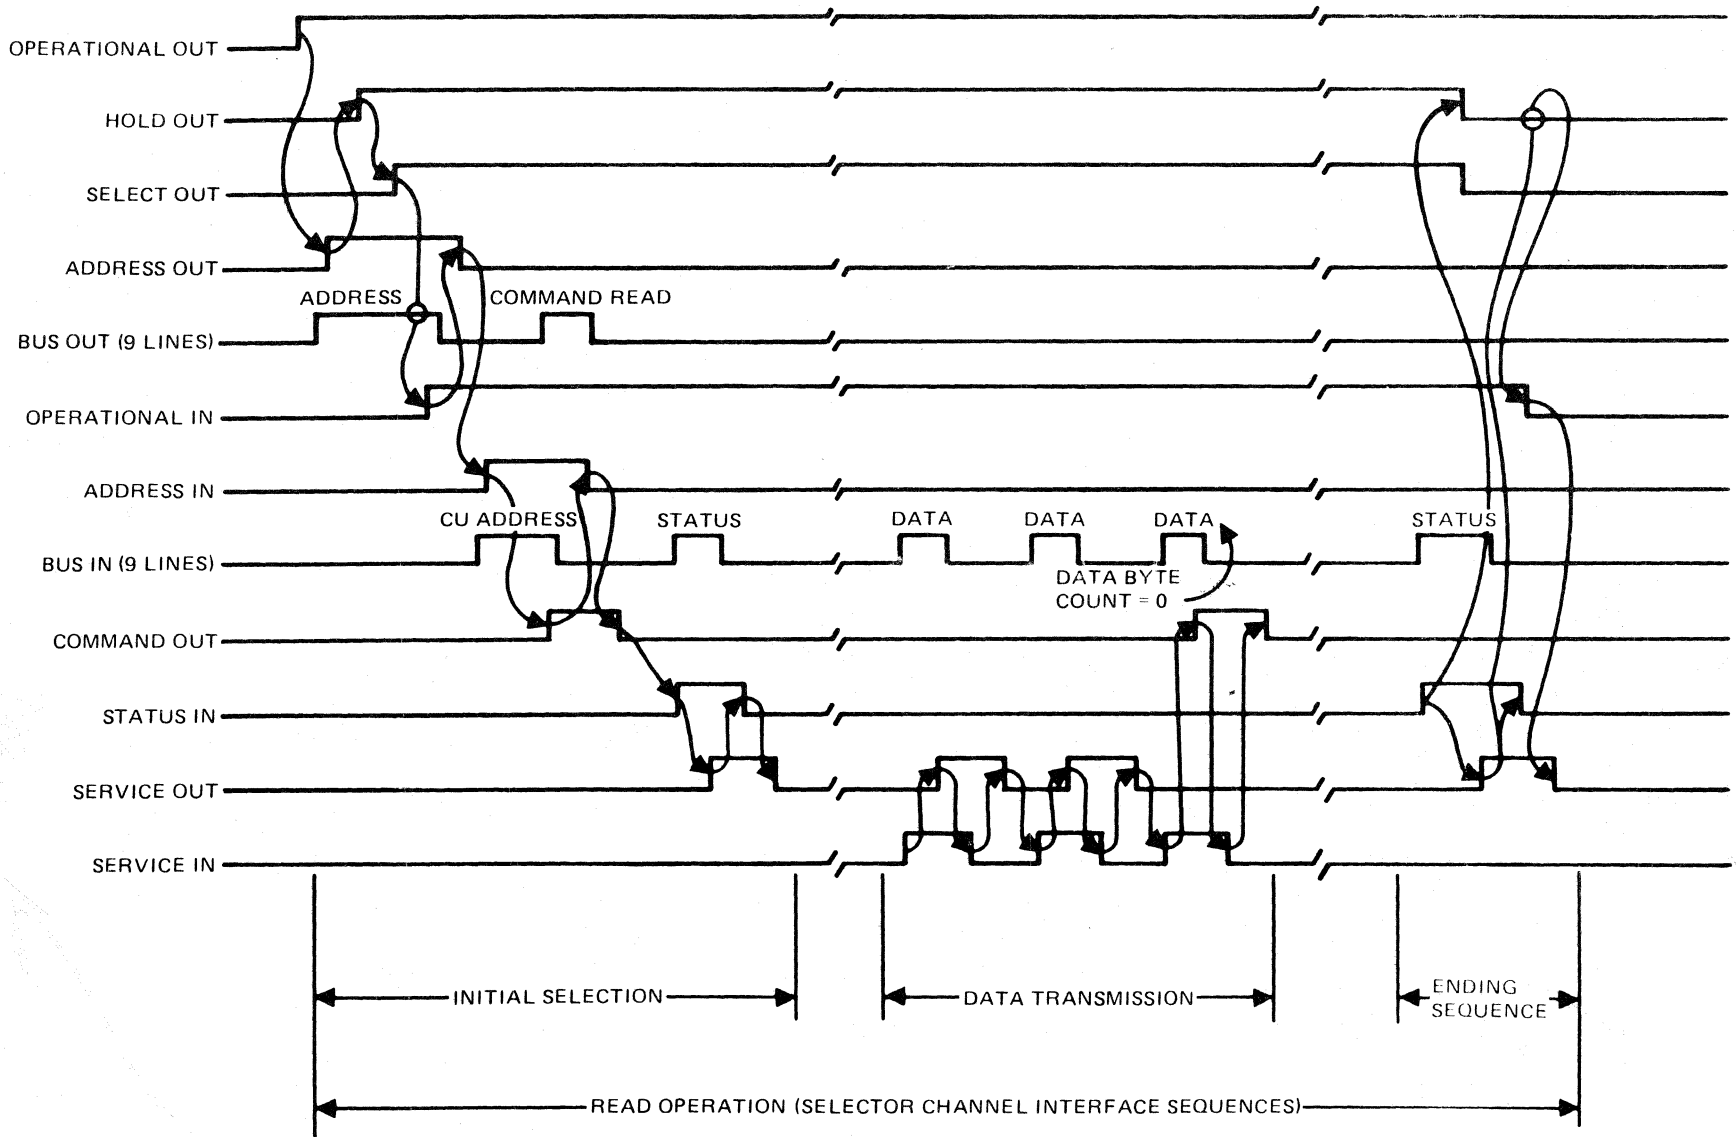 OPERATIONAL OUT
HOLD OUT
SELECT OUT
ADDRESS OUT
ADDRESS
COMMAND READ
BUS OUT (9 LINES)
OPERATIONAL IN
ADDRESS IN
CU ADDRESS
STATUS
DATA
DATA
DATA
STATUS
BUS IN (9 LINES)
DATA BYTE
COUNT = 0
COMMAND OUT
STATUS IN
SERVICE OUT
SERVICE IN
INITIAL SELECTION
DATA TRANSMISSION
ENDING
SEQUENCE
READ OPERATION (SELECTOR CHANNEL INTERFACE SEQUENCES)